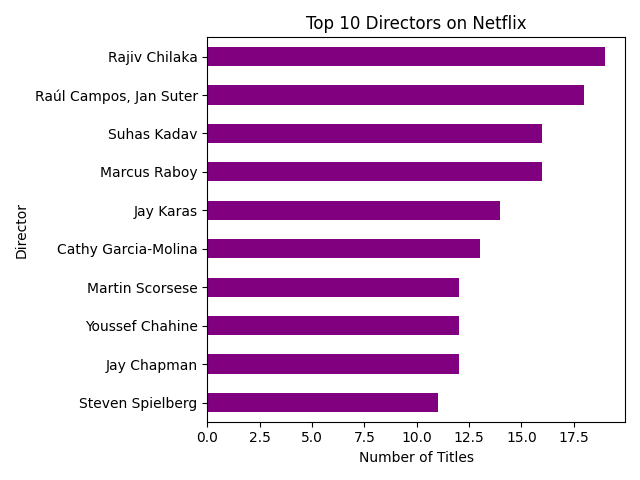 Top 10 Directors on Netflix
Rajiv Chilaka
Raúl Campos, Jan Suter
Suhas Kadav
Marcus Raboy
Jay Karas
Cathy Garcia-Molina
Martin Scorsese
Youssef Chahine
Jay Chapman
Steven Spielberg
Director
0.0 2.5 5.0 7.5 10.0 12.5 15.0 17.5
Number of Titles